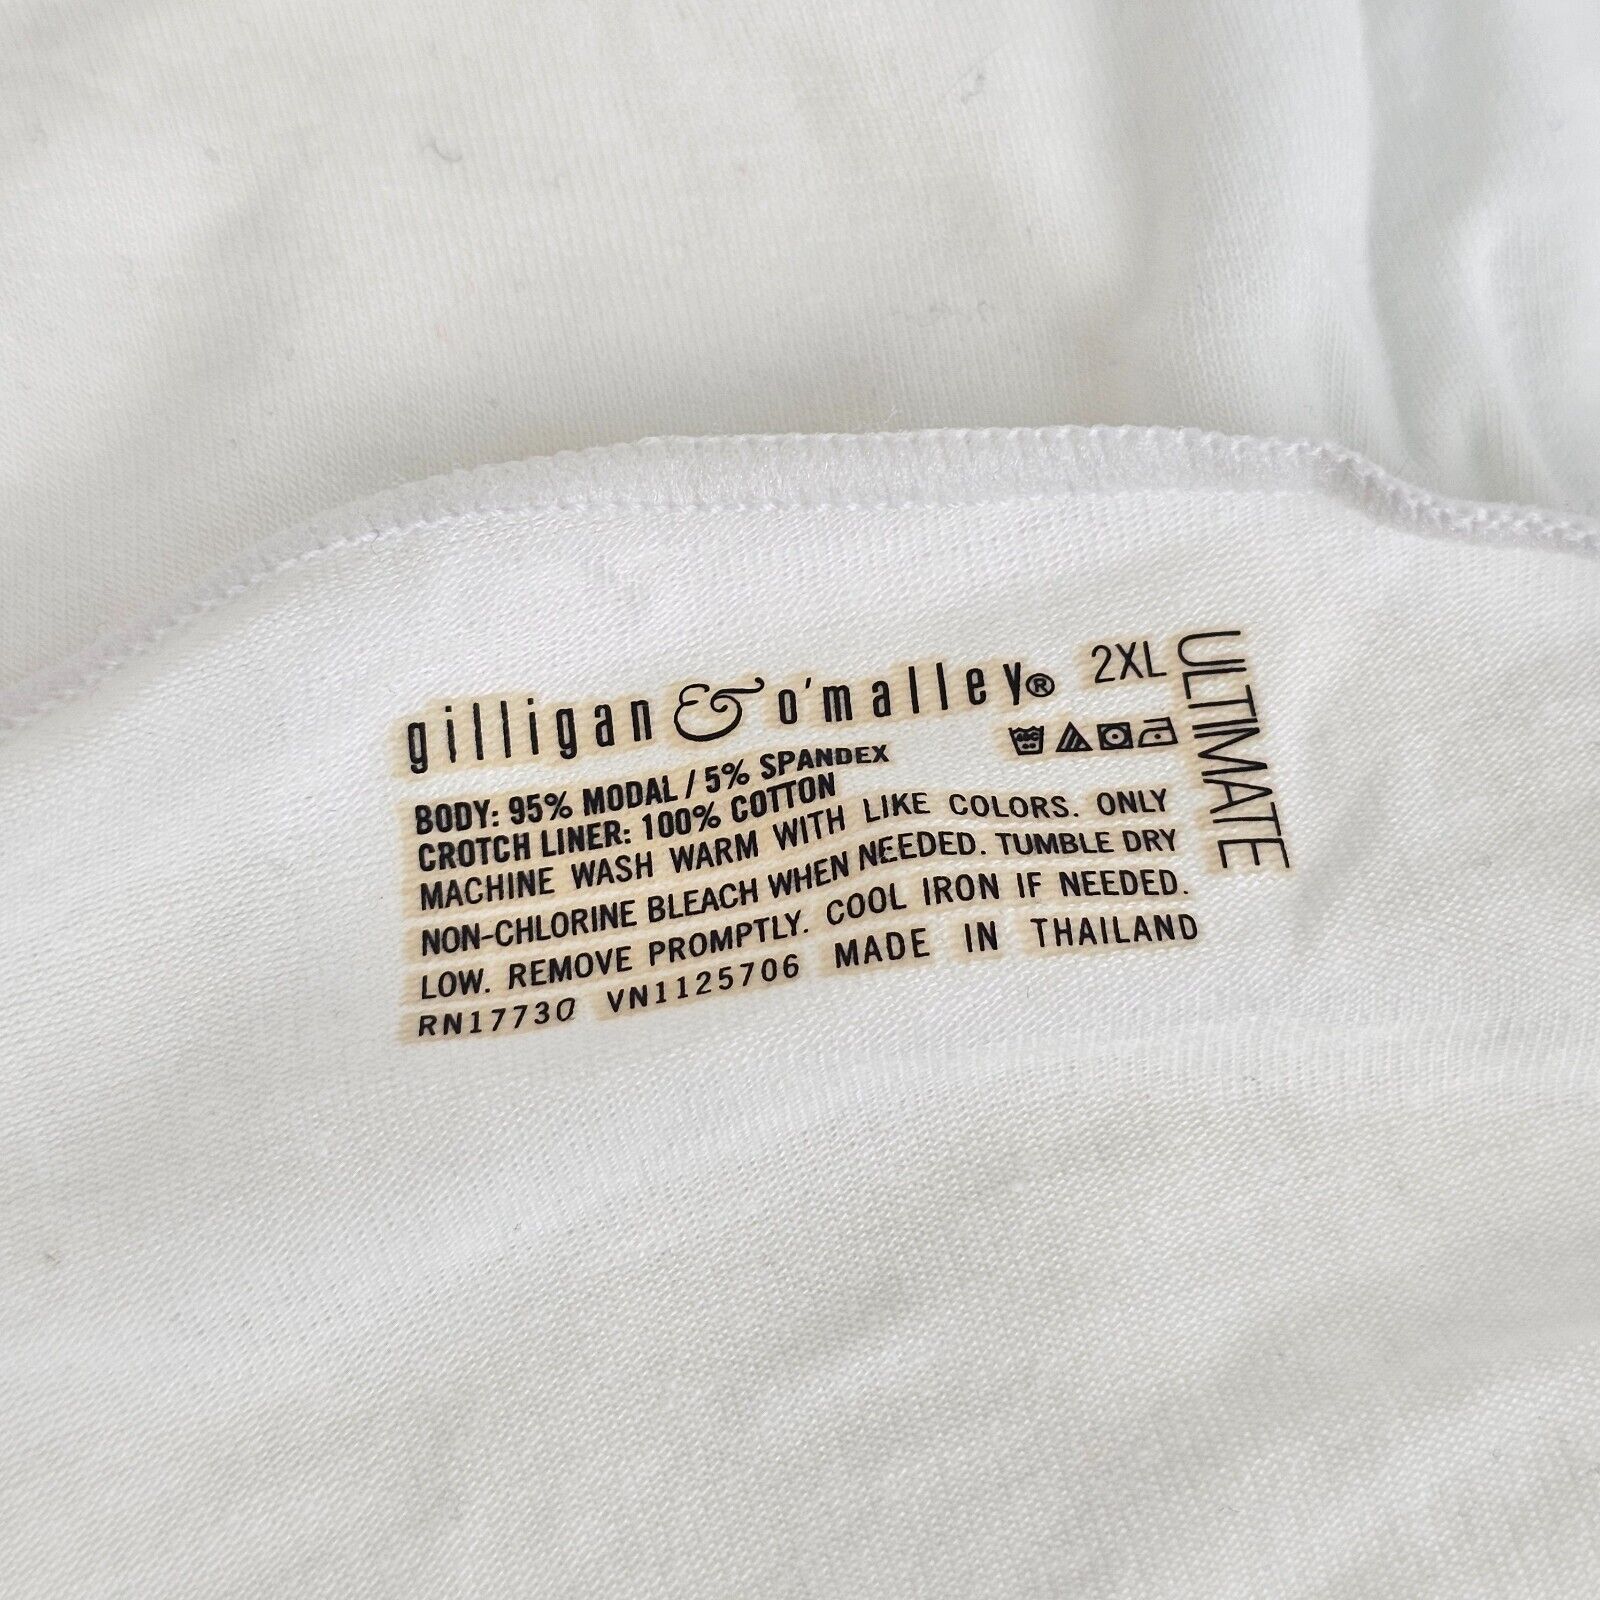 gilligan & o'malley® 2XL
ULTIMATE
BODY: 95% MODAL / 5% SPANDEX
CROTCH LINER: 100% COTTON
MACHINE WASH WARM WITH LIKE COLORS. ONLY
NON-CHLORINE BLEACH WHEN NEEDED. TUMBLE DRY
LOW. REMOVE PROMPTLY. COOL IRON IF NEEDED.
RN17730 VN1125706 MADE IN THAILAND